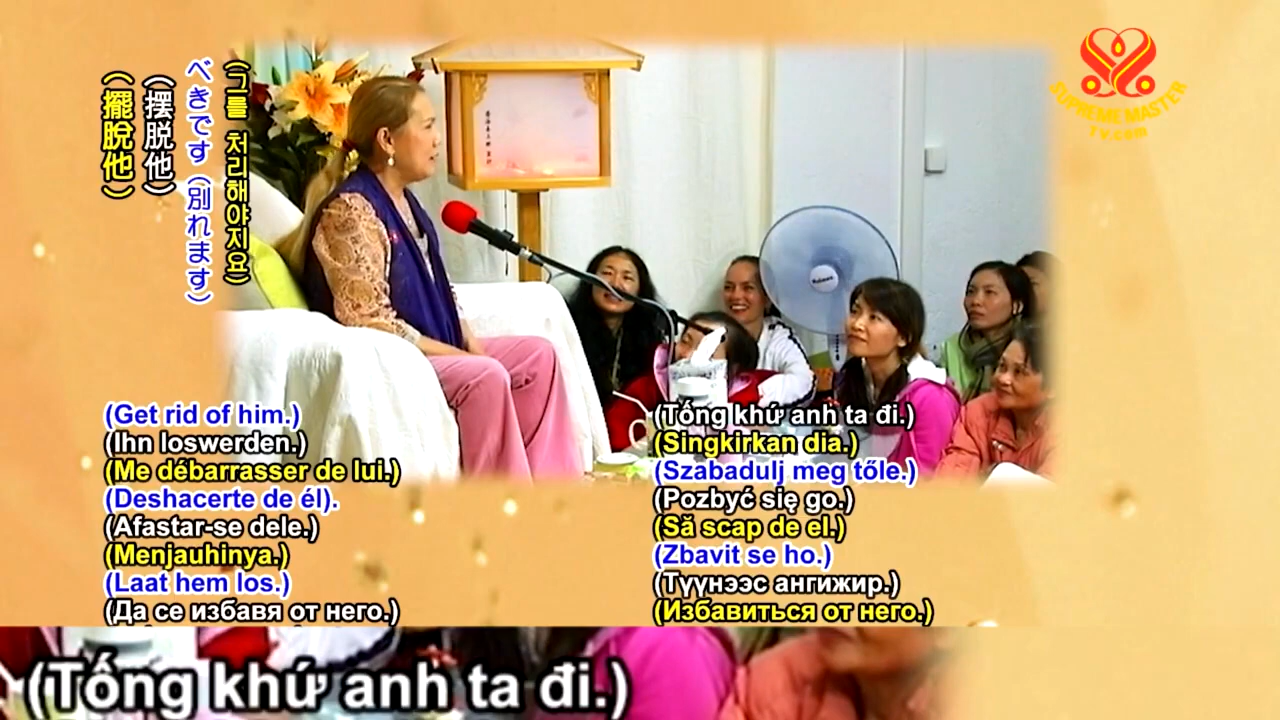 (그를 처리해야지요)
べきです (別れます)
(摆脱他)
(擺脫他)
SUPREME MASTER
TV.com
(Get rid of him.)
(Ihn loswerden.)
(Me débarrasser de lui.)
(Deshacerte de él).
(Afastar-se dele.)
(Menjauhinya.)
(Laat hem los.)
(Да се избавя от него.)
(Tống khứ anh ta đi.)
(Singkirkan dia.)
(Szabadulj meg tőle.)
(Pozbyć się go.)
(Să scap de el.)
(Zbavit se ho.)
(Түүнээс ангижир.)
(Избавиться от него.)
(Tống khứ anh ta đi.)